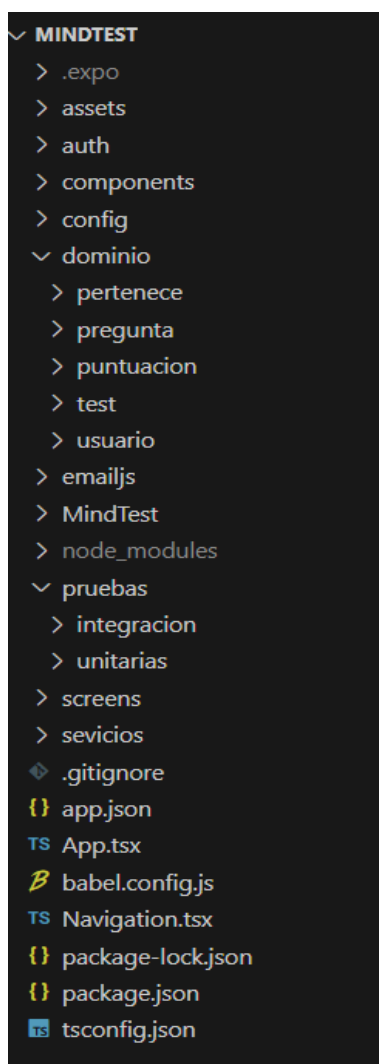 MINDTEST
.expo
assets
auth
components
config
dominio
pertenece
pregunta
puntuacion
test
usuario
emailjs
MindTest
node_modules
pruebas
integracion
unitarias
screens
sevicios
.gitignore
{} app.json
TS App.tsx
B babel.config.js
TS Navigation.tsx
{} package-lock.json
{} package.json
TS tsconfig.json